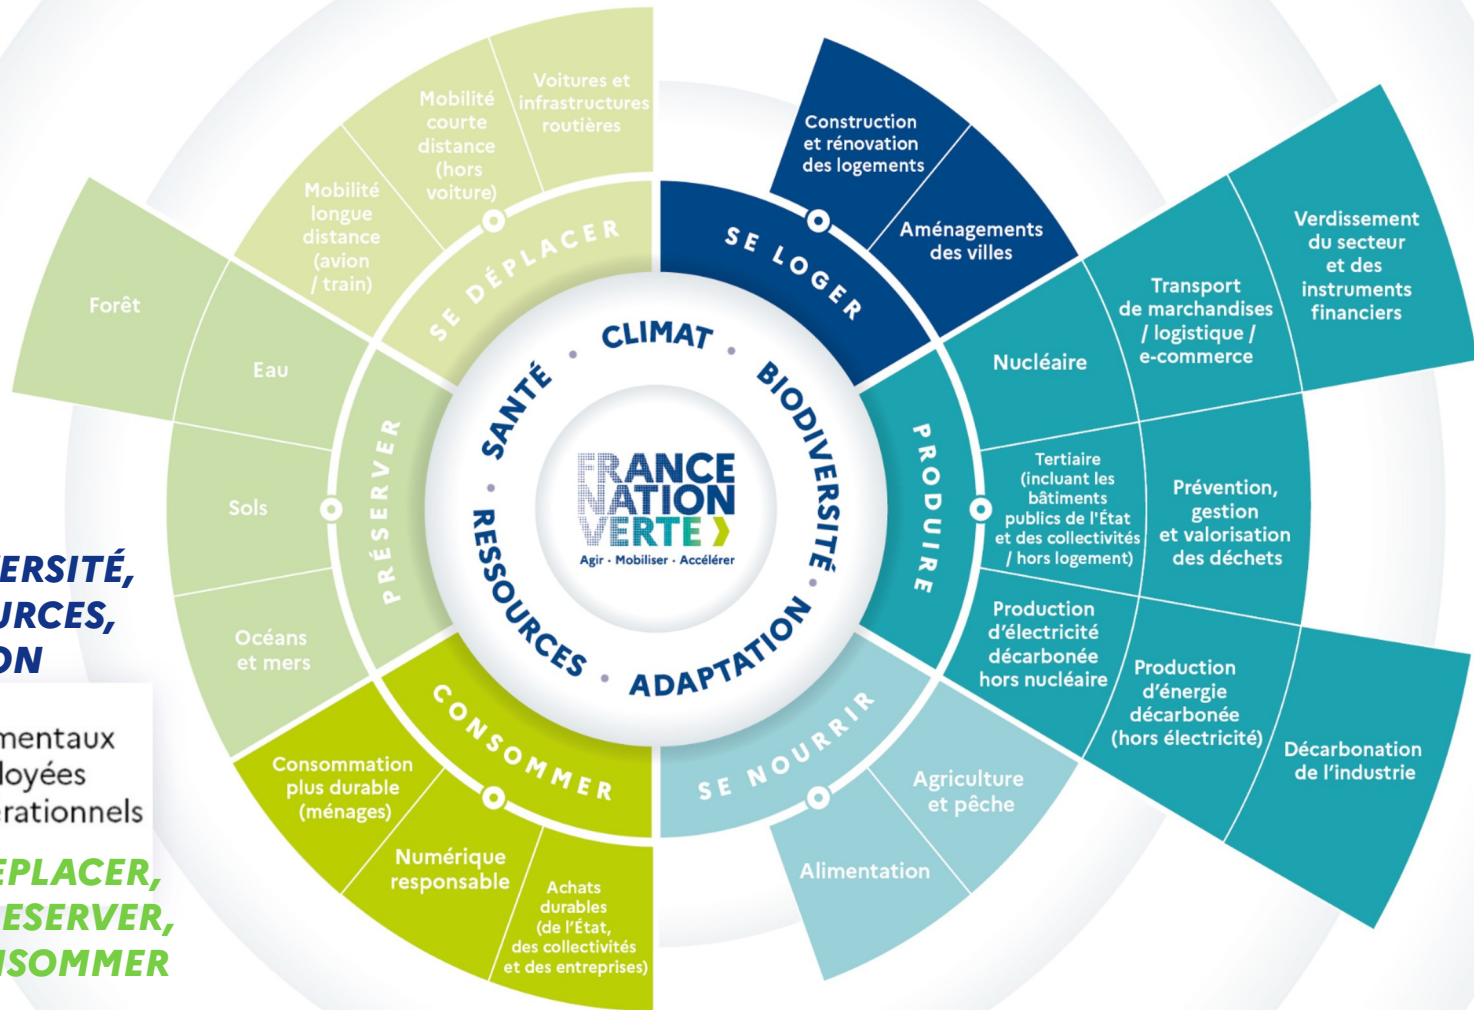 FRANCE
NATION
VERTE
Agir · Mobiliser · Accélérer
CLIMAT · BIODIVERSITÉ · ADAPTATION · RESSOURCES · SANTÉ ·
SE LOGER
Construction
et rénovation
des logements
Aménagements
des villes
PRODUIRE
Nucléaire
Transport
de marchandises
/ logistique /
e-commerce
Verdissement
du secteur
et des
instruments
financiers
Tertiaire
(incluant les
bâtiments
publics de l'État
et des collectivités
/ hors logement)
Prévention,
gestion
et valorisation
des déchets
Production
d'électricité
décarbonée
hors nucléaire
Production
d'énergie
décarbonée
(hors électricité)
Décarbonation
de l'industrie
SE NOURRIR
Agriculture
et pêche
Alimentation
CONSOMMER
Achats
durables
(de l'État,
des collectivités
et des entreprises)
Numérique
responsable
Consommation
plus durable
(ménages)
PRÉSERVER
Océans
et mers
Sols
Eau
Forêt
SE DÉPLACER
Mobilité
longue
distance
(avion
/ train)
Mobilité
courte
distance
(hors
voiture)
Voitures et
infrastructures
routières
ERSITÉ,
URCES,
ON
mentaux
loyées
érationnels
EPLACER,
ESERVER,
NSOMMER